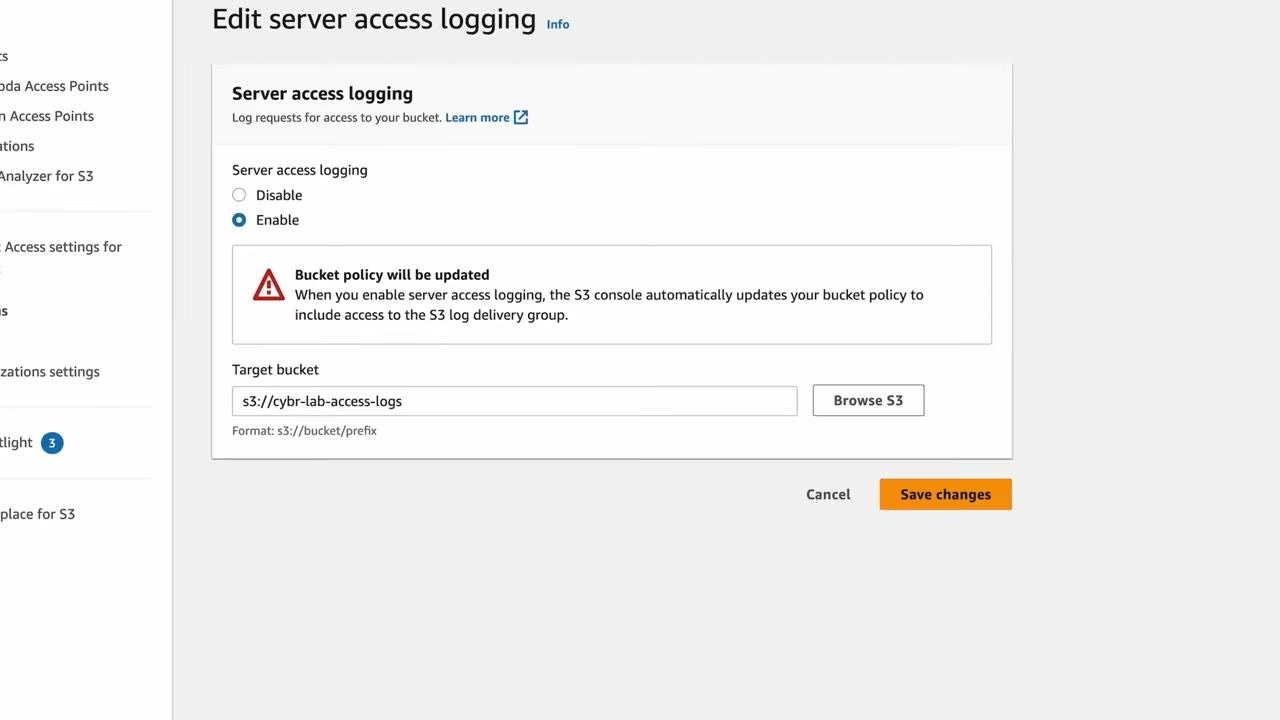 Edit server access logging Info
ts
bda Access Points
n Access Points
ations
Analyzer for S3
: Access settings for
s
zations settings
tlight 3
place for S3
Server access logging
Log requests for access to your bucket. Learn more
Server access logging
Disable
Enable
Bucket policy will be updated
When you enable server access logging, the S3 console automatically updates your bucket policy to
include access to the S3 log delivery group.
Target bucket
s3://cybr-lab-access-logs
Browse S3
Format: s3://bucket/prefix
Cancel
Save changes